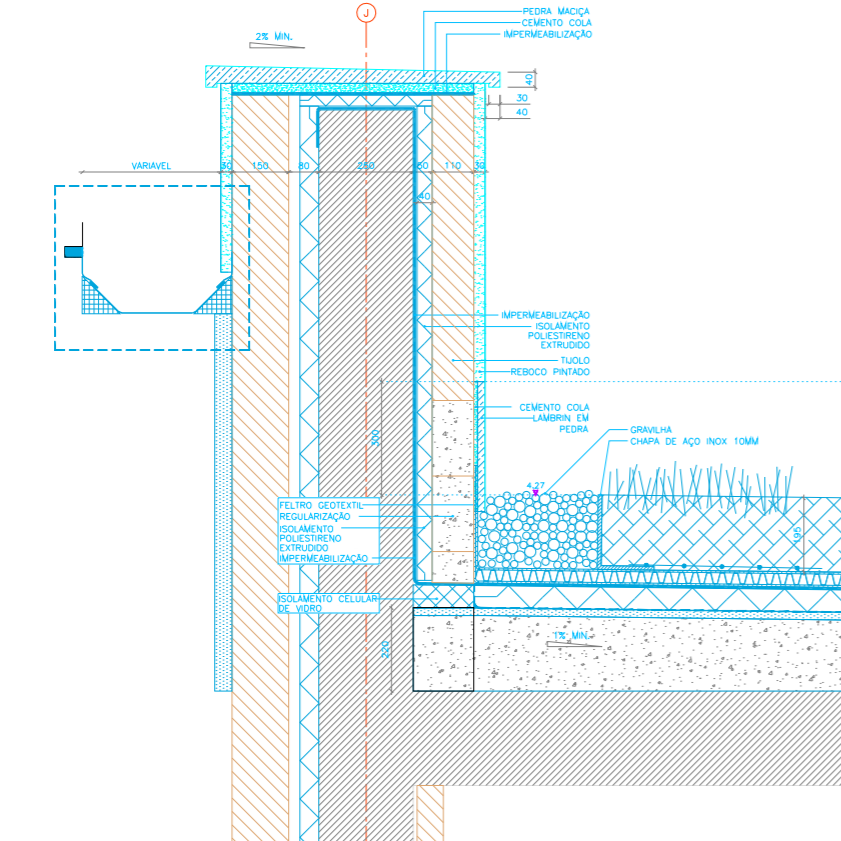 J
PEDRA MACIÇA
CEMENTO COLA
IMPERMEABILIZAÇÃO
2% MIN.
40
30
40
VARIAVEL
30
150
80
250
60
110
30
40
IMPERMEABILIZAÇÃO
ISOLAMENTO
POLIESTIRENO
EXTRUDIDO
TIJOLO
REBOCO PINTADO
CEMENTO COLA
LAMBRIN EM
PEDRA
300
GRAVILHA
CHAPA DE AÇO INOX 10MM
4.27
FELTRO GEOTEXTIL
REGULARIZAÇÃO
ISOLAMENTO
POLIESTIRENO
EXTRUDIDO
IMPERMEABILIZAÇÃO
195
ISOLAMENTO CELULAR
DE VIDRO
1% MIN.
220